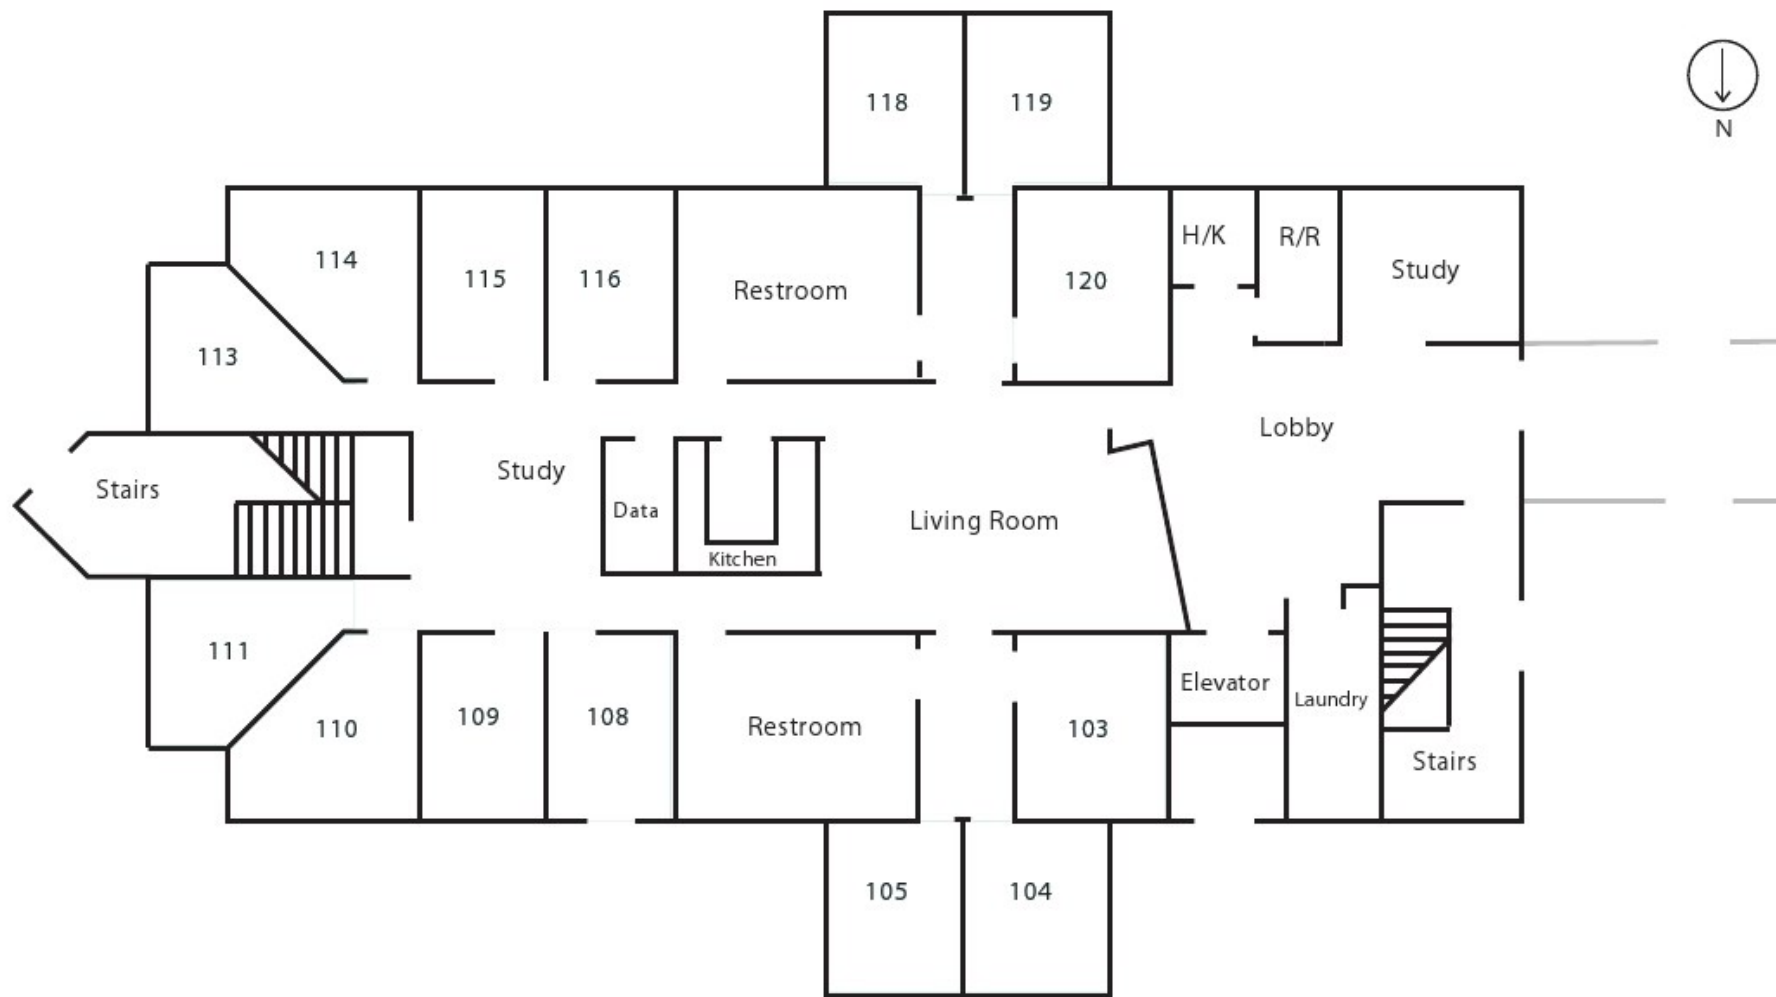 118
119
N
114
115
116
Restroom
120
H/K
R/R
Study
113
Stairs
Study
Data
Kitchen
Living Room
Lobby
111
110
109
108
Restroom
103
Elevator
Laundry
Stairs
105
104